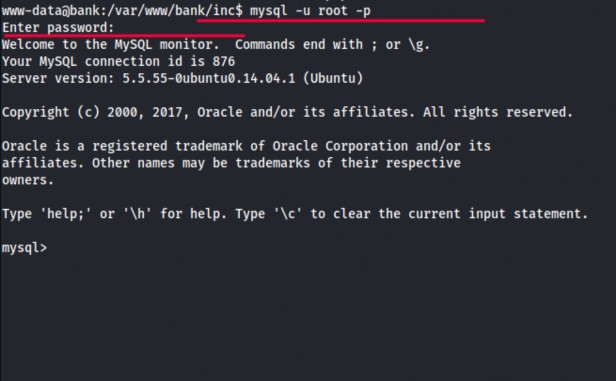 www-data@bank:/var/www/bank/inc$ mysql -u root -p
Enter password:
Welcome to the MySQL monitor.  Commands end with ; or \g.
Your MySQL connection id is 876
Server version: 5.5.55-0ubuntu0.14.04.1 (Ubuntu)
Copyright (c) 2000, 2017, Oracle and/or its affiliates. All rights reserved.
Oracle is a registered trademark of Oracle Corporation and/or its
affiliates. Other names may be trademarks of their respective
owners.
Type 'help;' or '\h' for help. Type '\c' to clear the current input statement.
mysql>